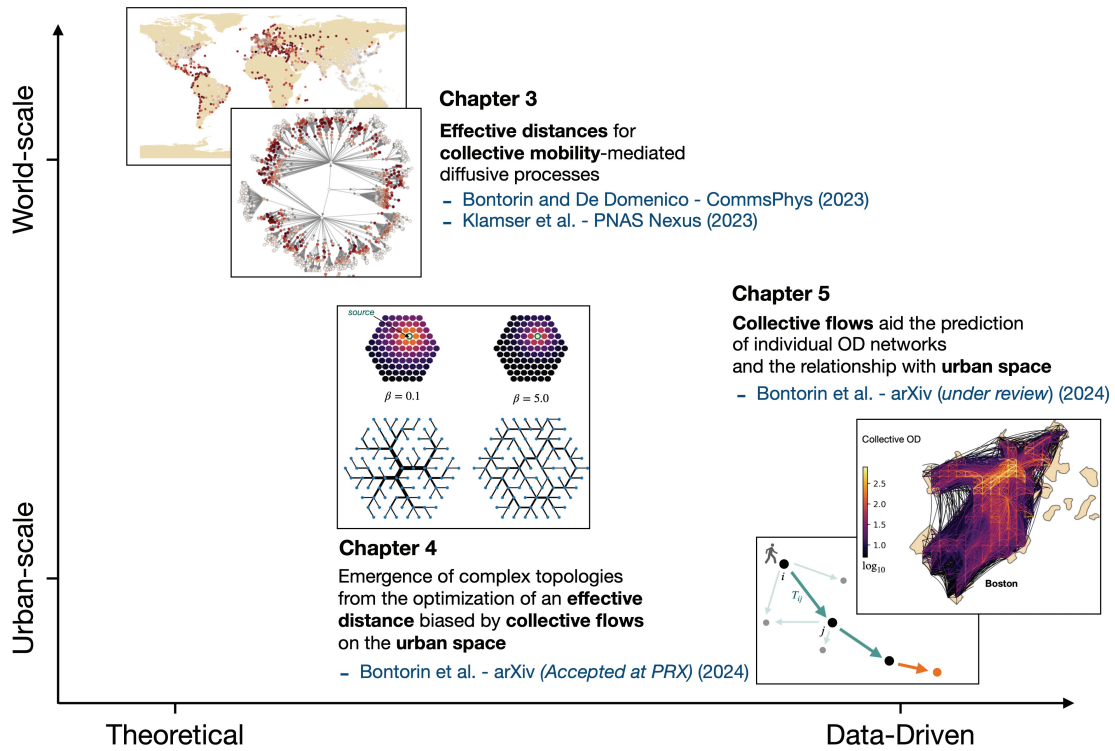 World-scale
Urban-scale
Chapter 3
Effective distances for
collective mobility-mediated
diffusive processes
- Bontorin and De Domenico - CommsPhys (2023)
- Klamser et al. - PNAS Nexus (2023)
source
β = 0.1
β = 5.0
Chapter 4
Emergence of complex topologies
from the optimization of an effective
distance biased by collective flows
on the urban space
- Bontorin et al. - arXiv (Accepted at PRX) (2024)
Chapter 5
Collective flows aid the prediction
of individual OD networks
and the relationship with urban space
- Bontorin et al. - arXiv (under review) (2024)
Collective OD
2.5
2.0
1.5
1.0
log10
Boston
i
Tij
j
Theoretical
Data-Driven